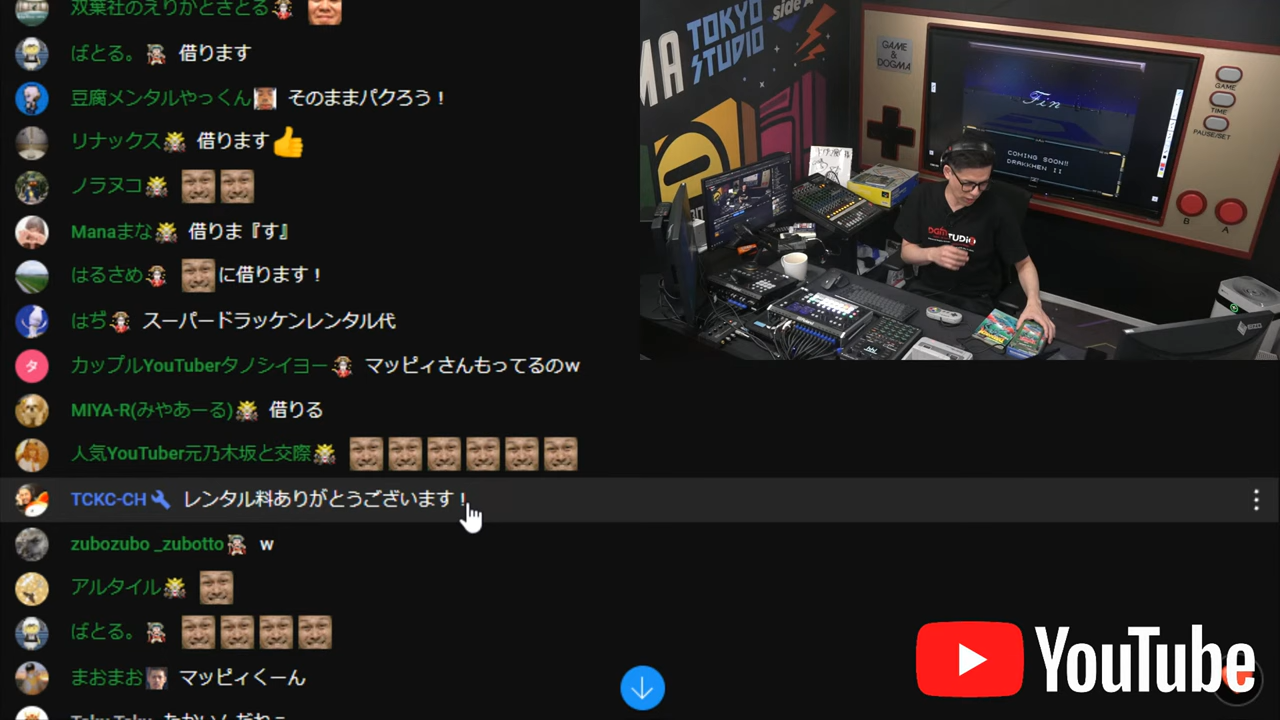 双葉社のえりかとさとる
ばとる。 借ります
豆腐メンタルやっくん そのままパクろう！
リナックス 借ります
ノラヌコ
Manaまな 借りま『す』
はるさめ に借ります！
はぢ スーパードラッケンレンタル代
タ カップルYouTuberタノシイヨー マッピィさんもってるのw
MIYA-R(みやあーる) 借りる
人気YouTuber元乃木坂と交際
TCKC-CH レンタル料ありがとうございます！
zubozubo _zubotto w
アルタイル
ばとる。
まおまお マッピィくーん
MA
TOKYO
STUDIO
side A
GAME
& DOGMA
Fin
COMING SOON!!
DRAKKHEN II
GAME
TIME
PAUSE/SET
B
A
EIZO
YouTube